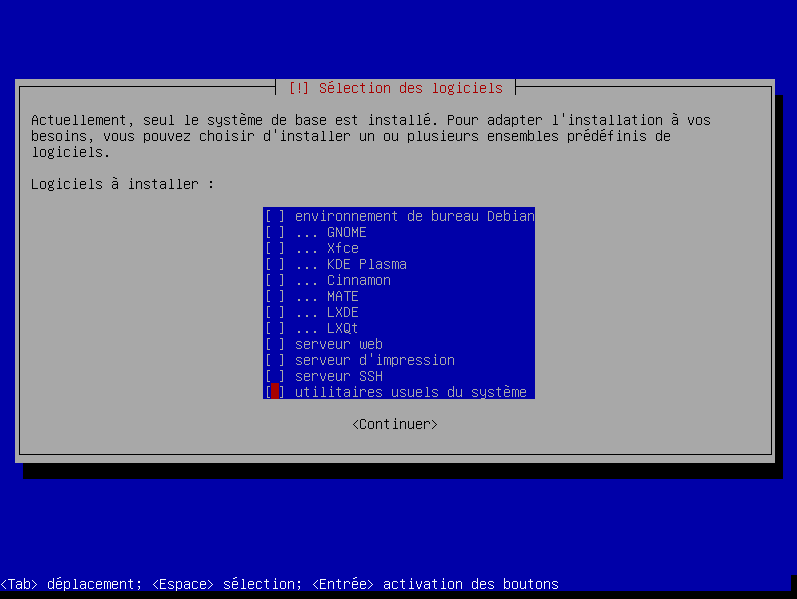 [!] Sélection des logiciels
Actuellement, seul le système de base est installé. Pour adapter l'installation à vos
besoins, vous pouvez choisir d'installer un ou plusieurs ensembles prédéfinis de
logiciels.
Logiciels à installer :
[ ] environnement de bureau Debian
[ ] ... GNOME
[ ] ... Xfce
[ ] ... KDE Plasma
[ ] ... Cinnamon
[ ] ... MATE
[ ] ... LXDE
[ ] ... LXQt
[ ] serveur web
[ ] serveur d'impression
[ ] serveur SSH
[ ] utilitaires usuels du système
<Continuer>
<Tab> déplacement; <Espace> sélection; <Entrée> activation des boutons